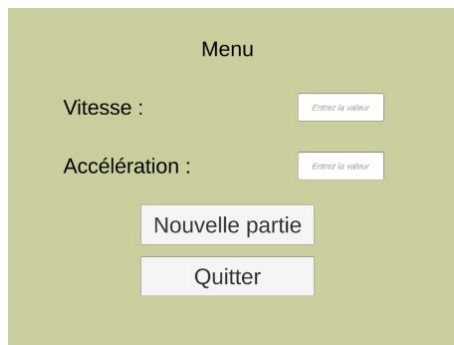 Menu
Vitesse : Entrez la valeur
Accélération : Entrez la valeur
Nouvelle partie
Quitter